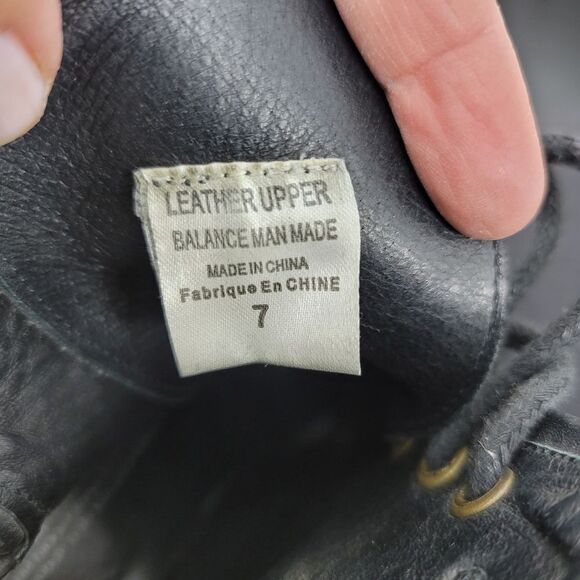 LEATHER UPPER
BALANCE MAN MADE
MADE IN CHINA
Fabrique En CHINE
7